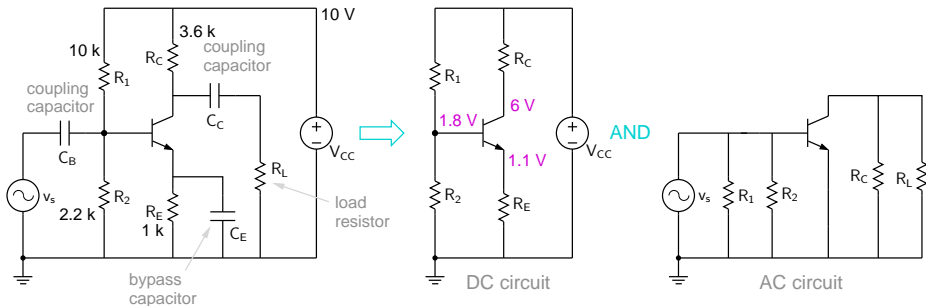 10 V
3.6 k
10 k
R1
RC
coupling
capacitor
coupling
capacitor
CB
CC
vs
R2
2.2 k
RE
1 k
CE
RL
load
resistor
VCC
bypass
capacitor
R1
RC
1.8 V
6 V
1.1 V
R2
RE
VCC
DC circuit
AND
vs
R1
R2
RC
RL
AC circuit